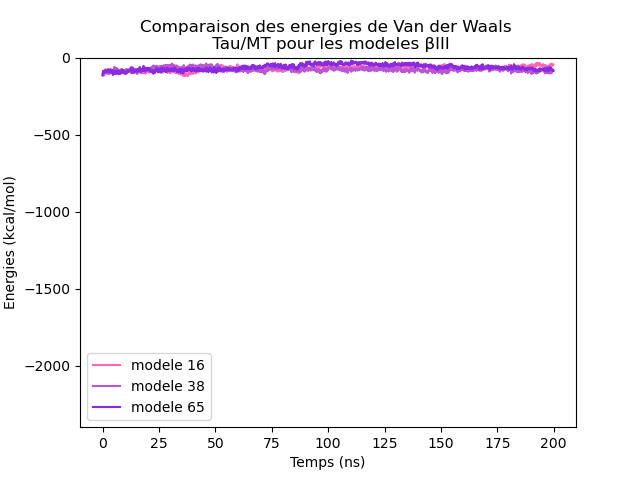 Comparaison des energies de Van der Waals
Tau/MT pour les modeles βIII
Energies (kcal/mol)
0
−500
−1000
−1500
−2000
modele 16
modele 38
modele 65
0 25 50 75 100 125 150 175 200
Temps (ns)